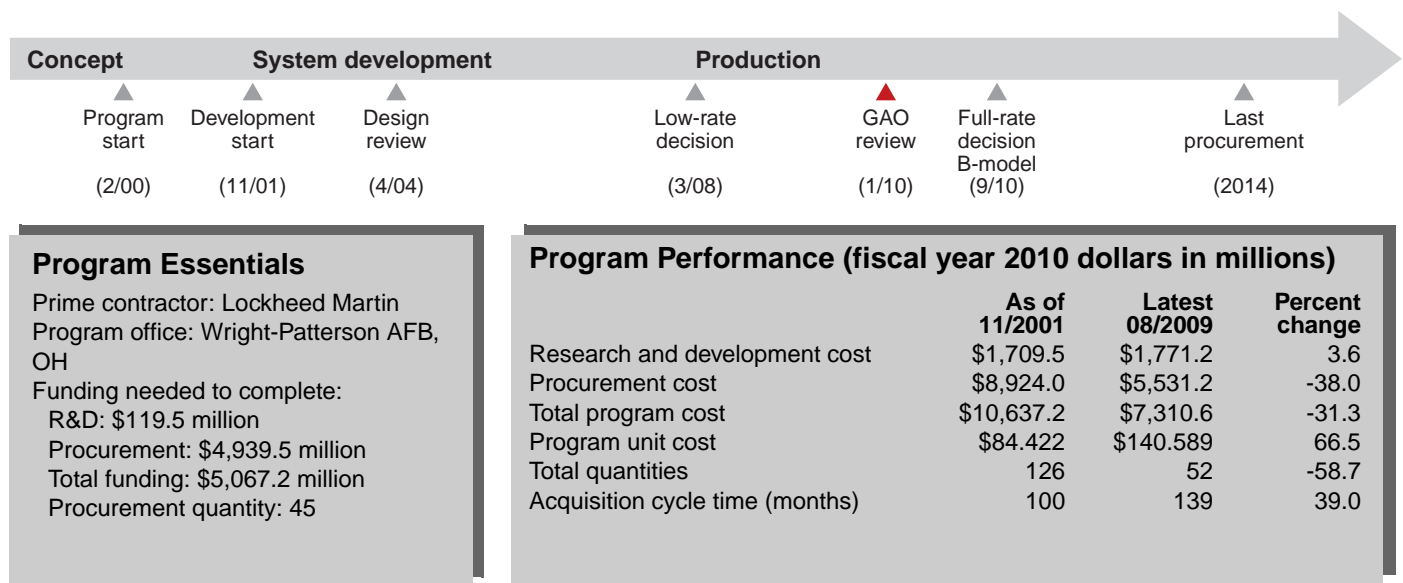 Concept System development Production
Program start
(2/00)
Development start
(11/01)
Design review
(4/04)
Low-rate decision
(3/08)
GAO review
(1/10)
Full-rate decision B-model
(9/10)
Last procurement
(2014)
Program Essentials
Prime contractor: Lockheed Martin
Program office: Wright-Patterson AFB,
OH
Funding needed to complete:
R&D: $119.5 million
Procurement: $4,939.5 million
Total funding: $5,067.2 million
Procurement quantity: 45
Program Performance (fiscal year 2010 dollars in millions)
As of 11/2001 Latest 08/2009 Percent change
Research and development cost $1,709.5 $1,771.2 3.6
Procurement cost $8,924.0 $5,531.2 -38.0
Total program cost $10,637.2 $7,310.6 -31.3
Program unit cost $84.422 $140.589 66.5
Total quantities 126 52 -58.7
Acquisition cycle time (months) 100 139 39.0